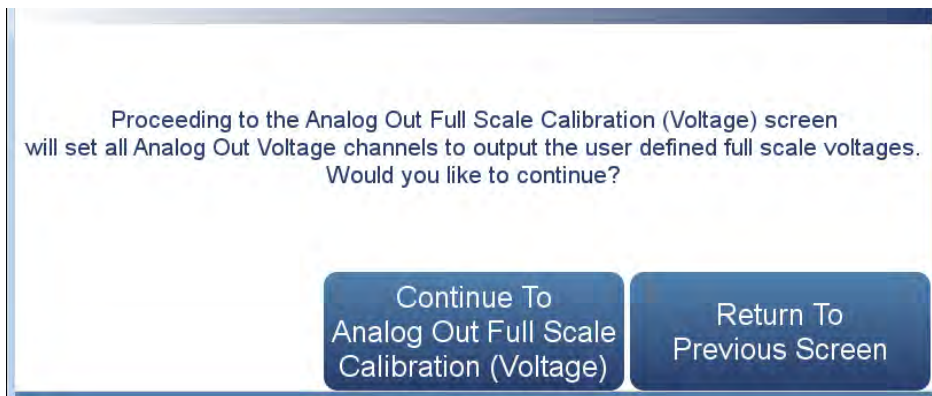 Proceeding to the Analog Out Full Scale Calibration (Voltage) screen
will set all Analog Out Voltage channels to output the user defined full scale voltages.
Would you like to continue?
Continue To
Analog Out Full Scale
Calibration (Voltage)
Return To
Previous Screen